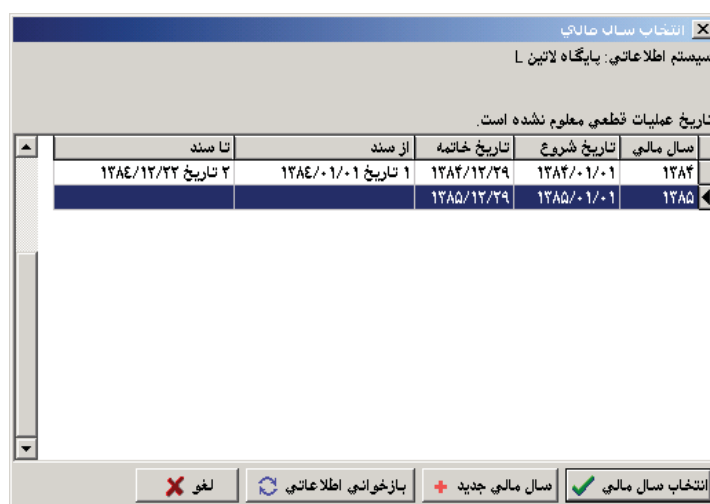 انتخاب سال مالي
سيستم اطلاعاتي: پايگاه لاتين L
تاريخ عمليات قطعي معلوم نشده است.
سال مالي تاريخ شروع تاريخ خاتمه از سند تا سند
۱۳۸۴ ۱۳۸۴/۰۱/۰۱ ۱۳۸۴/۱۲/۲۹ ۱ تاريخ ۱۳۸٤/۰۱/۰۱ ۲ تاريخ ۱۳۸٤/۱۲/۲۲
۱۳۸۵ ۱۳۸۵/۰۱/۰۱ ۱۳۸۵/۱۲/۲۹
انتخاب سال مالي سال مالي جديد بازخواني اطلاعاتي لغو